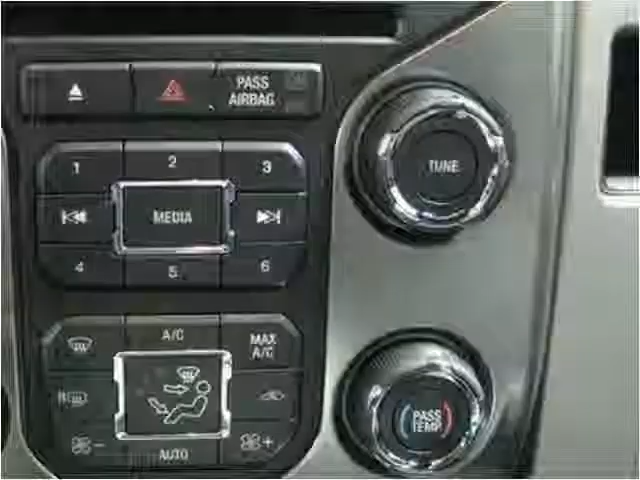 PASS
AIRBAG
1 2 3
MEDIA
4 5 6
TUNE
A/C
MAX
A/C
-
+
AUTO
PASS
TEMP